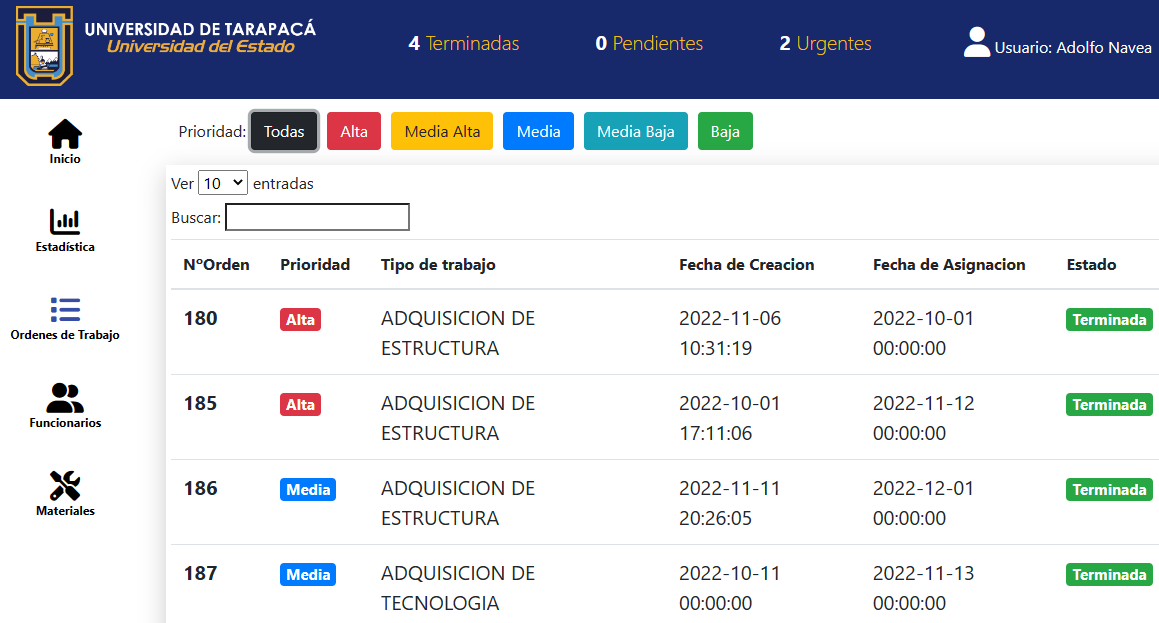 UNIVERSIDAD DE TARAPACÁ
Universidad del Estado
4 Terminadas
0 Pendientes
2 Urgentes
Usuario: Adolfo Navea
Inicio
Estadística
Ordenes de Trabajo
Funcionarios
Materiales
Prioridad: Todas Alta Media Alta Media Media Baja Baja
Ver 10 entradas
Buscar:
NºOrden Prioridad Tipo de trabajo Fecha de Creacion Fecha de Asignacion Estado
180 Alta ADQUISICION DE 2022-11-06 2022-10-01 Terminada
ESTRUCTURA 10:31:19 00:00:00
185 Alta ADQUISICION DE 2022-10-01 2022-11-12 Terminada
ESTRUCTURA 17:11:06 00:00:00
186 Media ADQUISICION DE 2022-11-11 2022-12-01 Terminada
ESTRUCTURA 20:26:05 00:00:00
187 Media ADQUISICION DE 2022-10-11 2022-11-13 Terminada
TECNOLOGIA 00:00:00 00:00:00